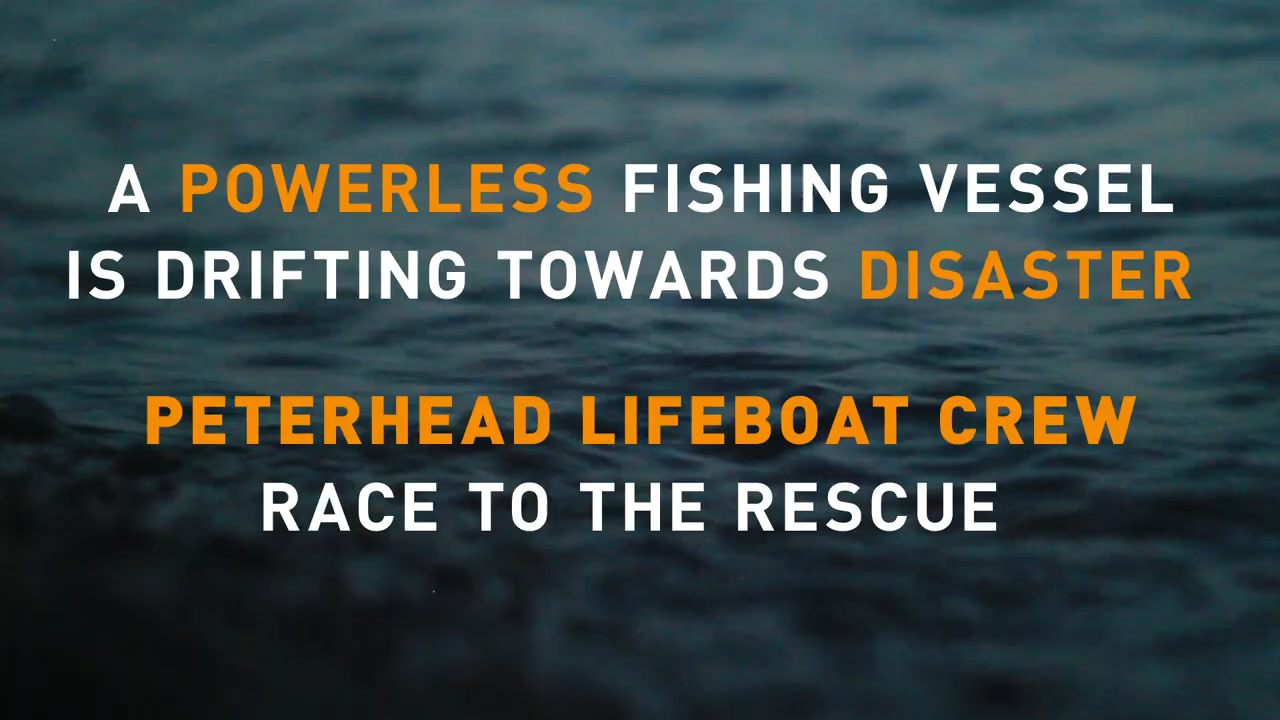 A POWERLESS FISHING VESSEL
IS DRIFTING TOWARDS DISASTER
PETERHEAD LIFEBOAT CREW
RACE TO THE RESCUE